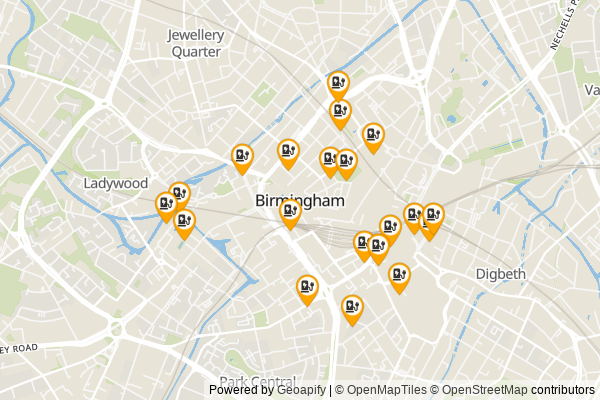 Jewellery
Quarter
NECHELLS P
Va
Ladywood
Birmingham
Digbeth
EY ROAD
Park Central
Powered by Geoapify | © OpenMapTiles © OpenStreetMap contributors